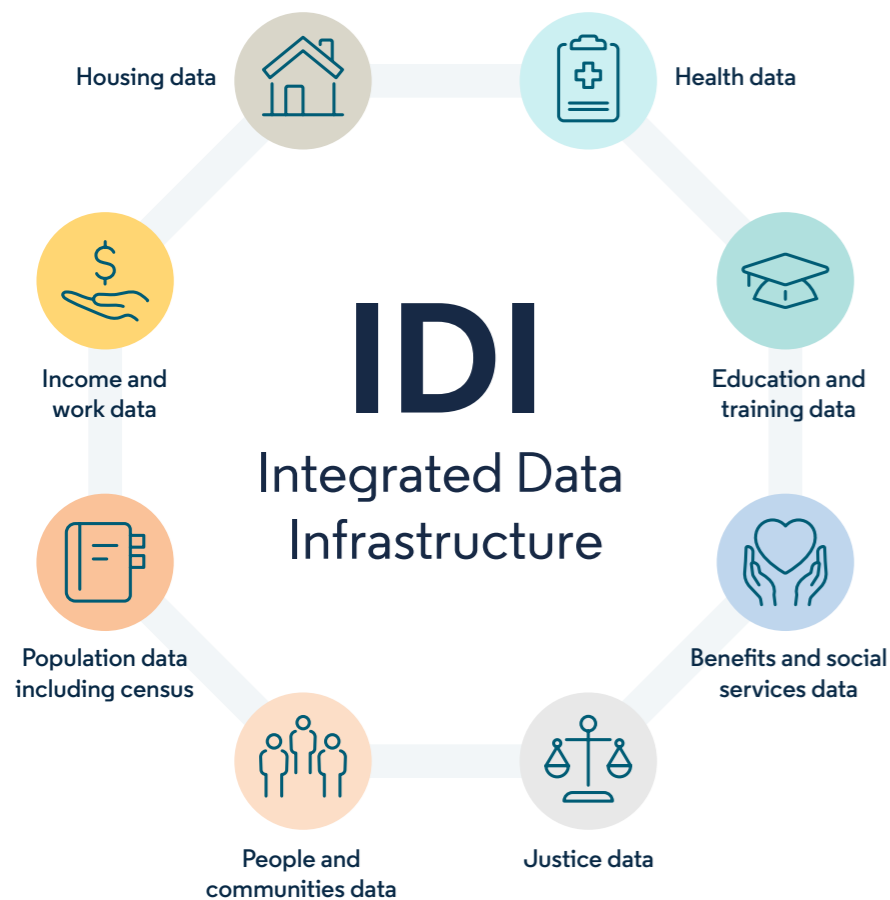 Housing data
Health data
Income and
work data
Education and
training data
IDI
Integrated Data
Infrastructure
Population data
including census
Benefits and social
services data
People and
communities data
Justice data